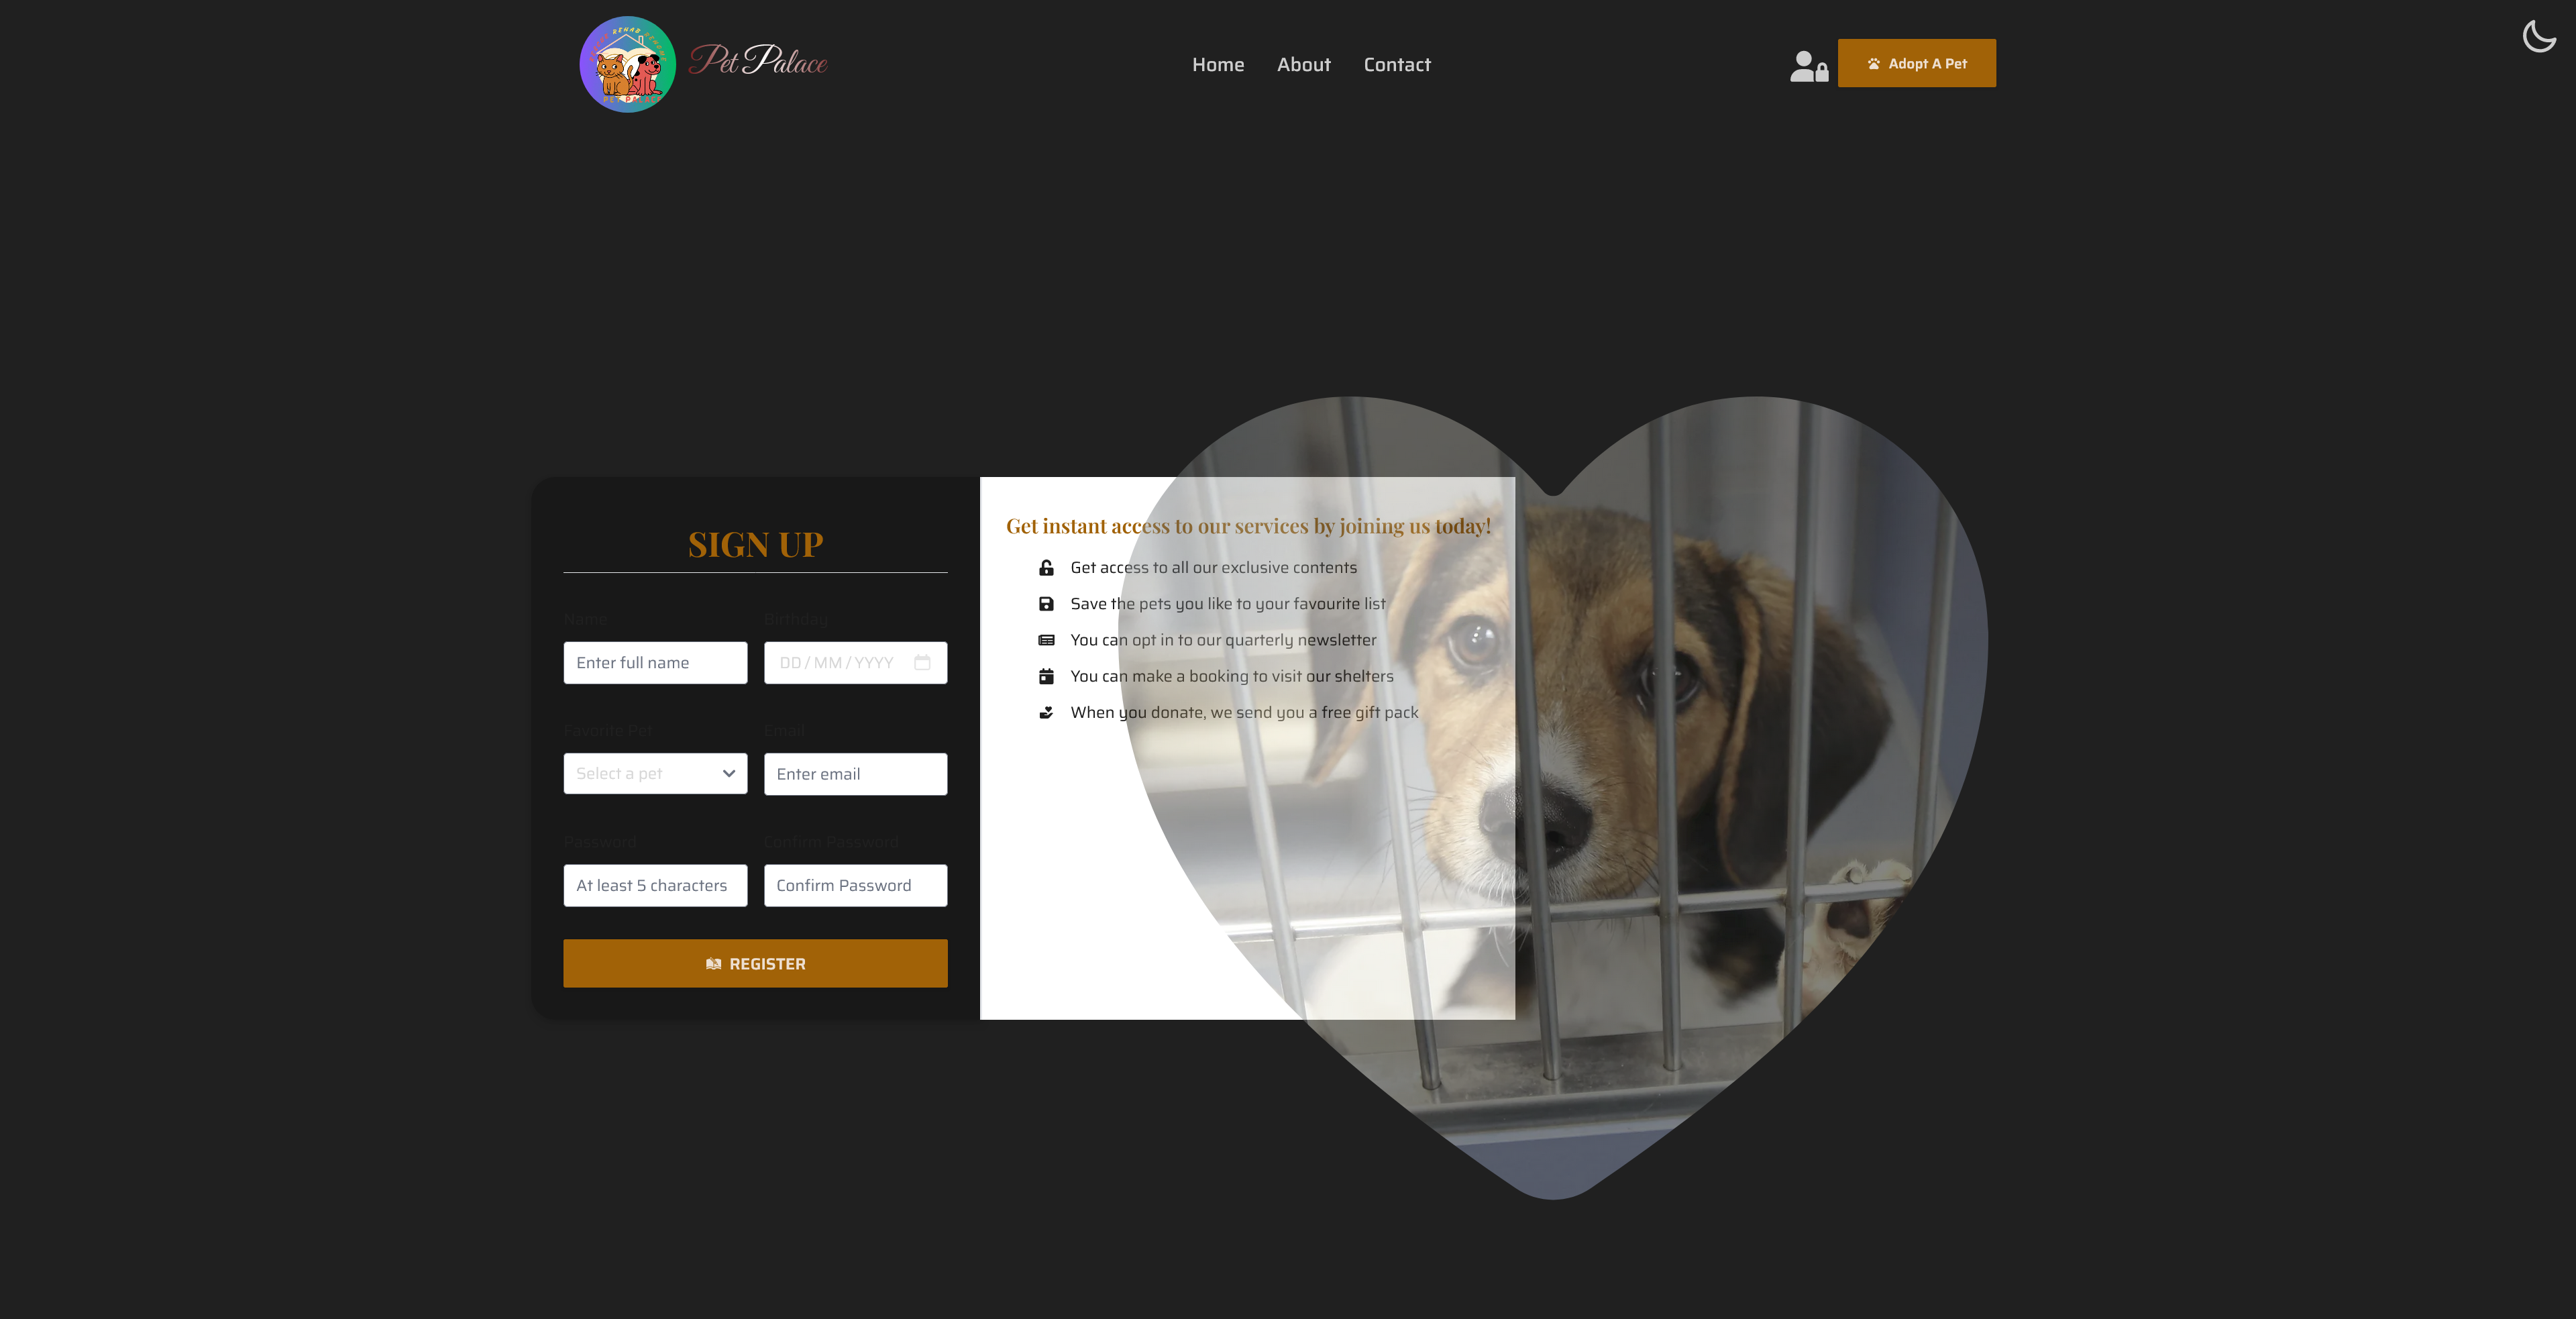 Pet Palace
Home
About
Contact
Adopt A Pet
PET PALACE
SIGN UP
Name
Birthday
Enter full name
DD / MM / YYYY
Favorite Pet
Email
Select a pet
Enter email
Password
Confirm Password
At least 5 characters
Confirm Password
REGISTER
Get instant access to our services by joining us today!
Get access to all our exclusive contents
Save the pets you like to your favourite list
You can opt in to our quarterly newsletter
You can make a booking to visit our shelters
When you donate, we send you a free gift pack